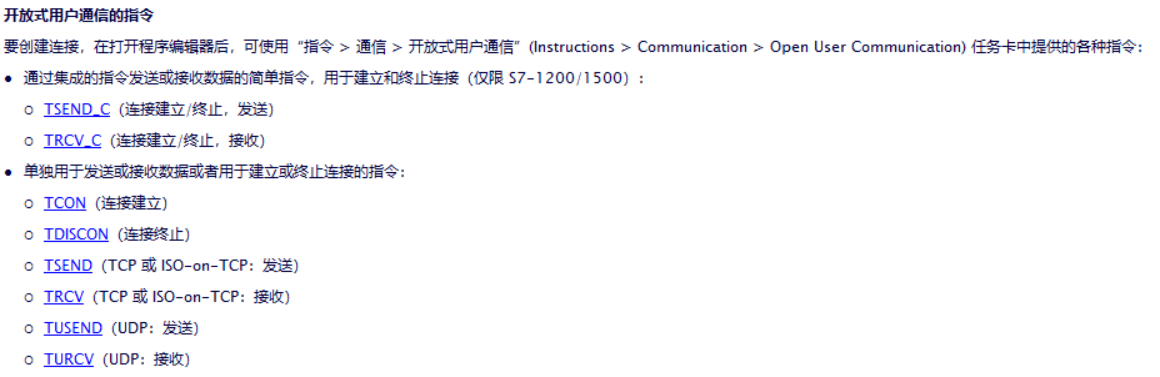 开放式用户通信的指令
要创建连接，在打开程序编辑器后，可使用“指令 > 通信 > 开放式用户通信”(Instructions > Communication > Open User Communication) 任务卡中提供的各种指令：
● 通过集成的指令发送或接收数据的简单指令，用于建立和终止连接（仅限 S7-1200/1500）：
○ TSEND_C（连接建立/终止，发送）
○ TRCV_C（连接建立/终止，接收）
● 单独用于发送或接收数据或者用于建立或终止连接的指令：
○ TCON（连接建立）
○ TDISCON（连接终止）
○ TSEND（TCP 或 ISO-on-TCP：发送）
○ TRCV（TCP 或 ISO-on-TCP：接收）
○ TUSEND（UDP：发送）
○ TURCV（UDP：接收）